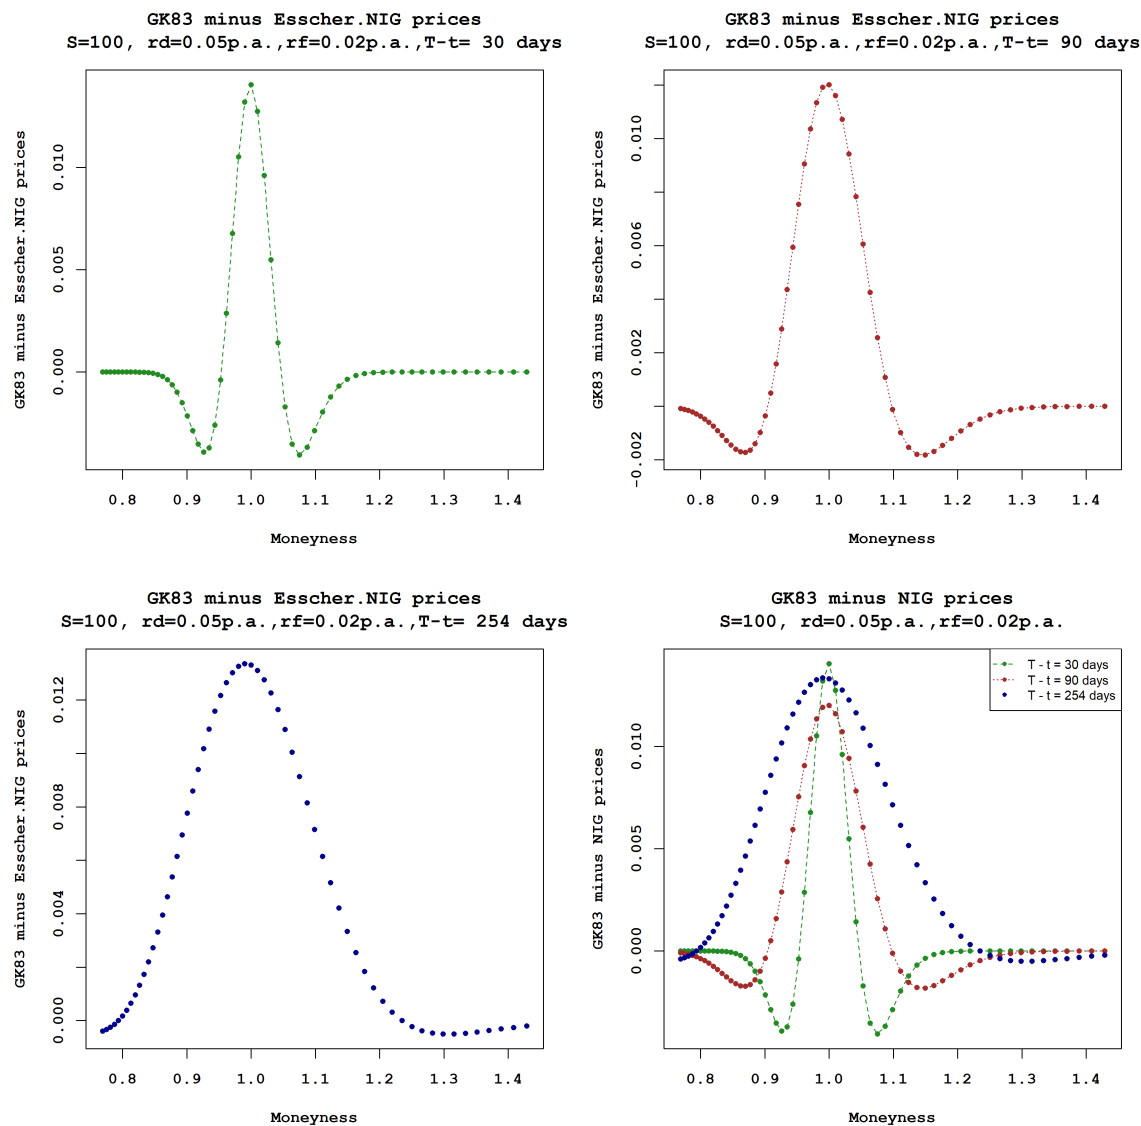 GK83 minus Esscher.NIG prices
S=100, rd=0.05p.a.,rf=0.02p.a.,T-t= 30 days
GK83 minus Esscher.NIG prices
0.000 0.005 0.010
0.8 0.9 1.0 1.1 1.2 1.3 1.4
Moneyness
GK83 minus Esscher.NIG prices
S=100, rd=0.05p.a.,rf=0.02p.a.,T-t= 90 days
GK83 minus Esscher.NIG prices
-0.002 0.002 0.006 0.010
0.8 0.9 1.0 1.1 1.2 1.3 1.4
Moneyness
GK83 minus Esscher.NIG prices
S=100, rd=0.05p.a.,rf=0.02p.a.,T-t= 254 days
GK83 minus Esscher.NIG prices
0.000 0.004 0.008 0.012
0.8 0.9 1.0 1.1 1.2 1.3 1.4
Moneyness
GK83 minus NIG prices
S=100, rd=0.05p.a.,rf=0.02p.a.
GK83 minus NIG prices
0.000 0.005 0.010
T - t = 30 days
T - t = 90 days
T - t = 254 days
0.8 0.9 1.0 1.1 1.2 1.3 1.4
Moneyness